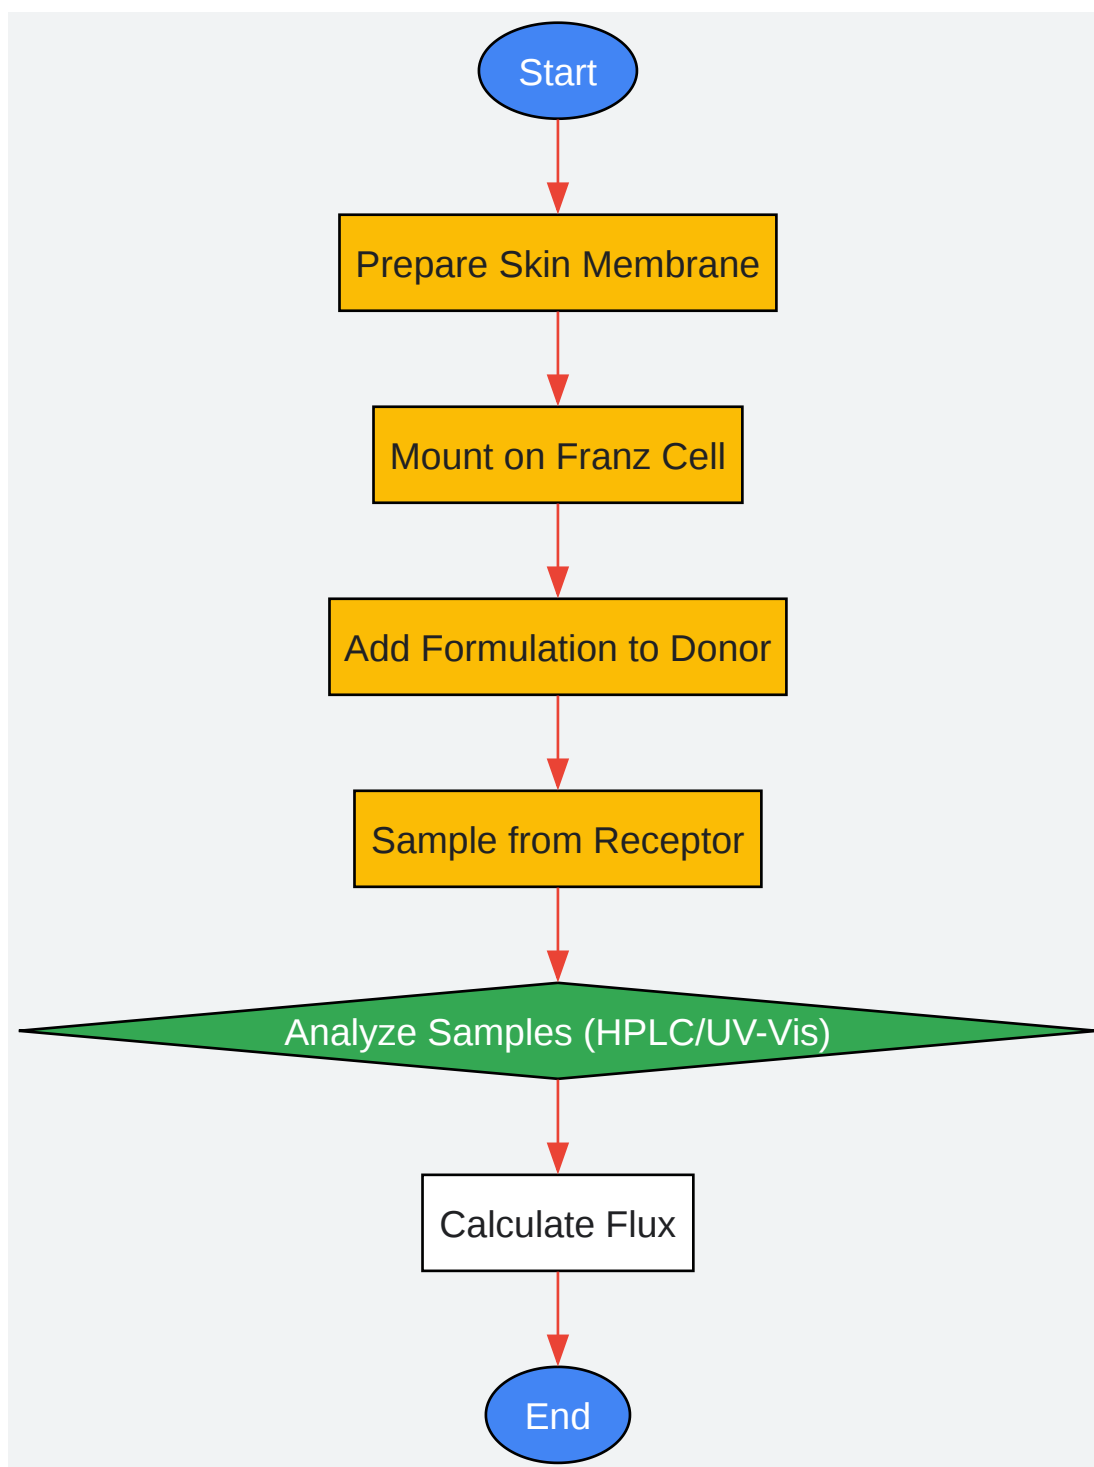 Start
Prepare Skin Membrane
Mount on Franz Cell
Add Formulation to Donor
Sample from Receptor
Analyze Samples (HPLC/UV-Vis)
Calculate Flux
End